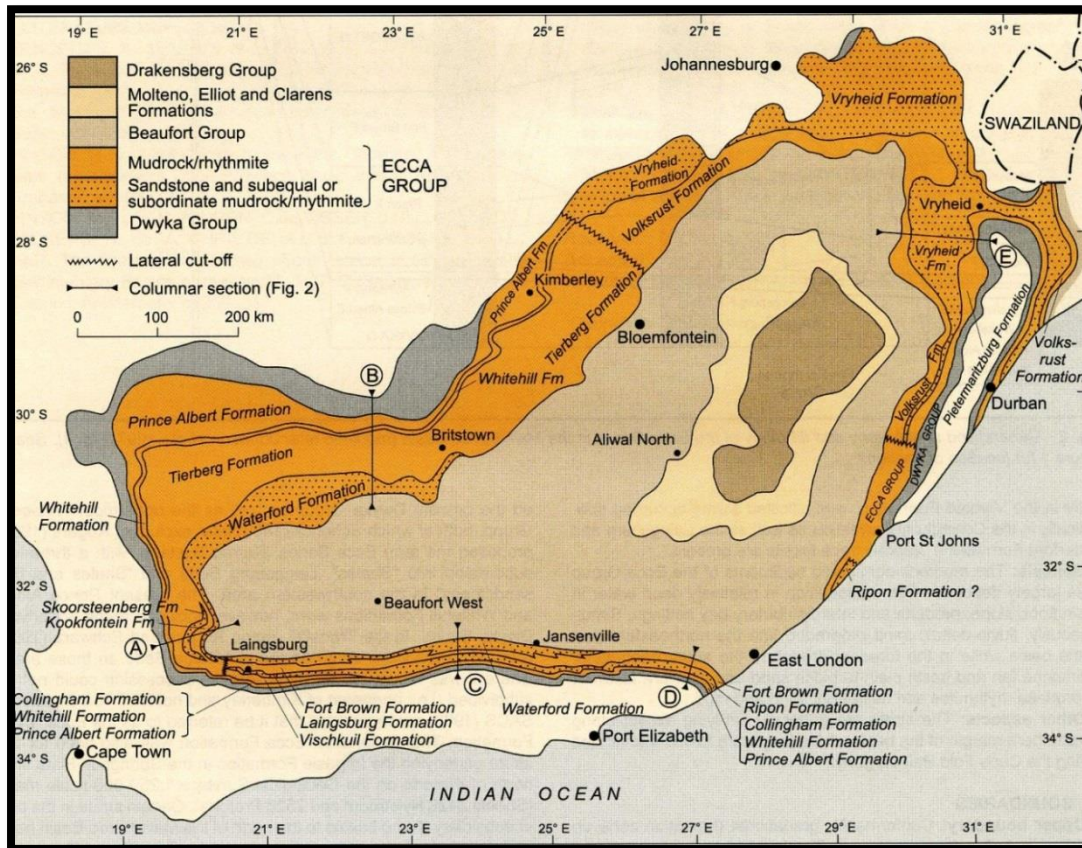 19° E
21° E
23° E
25° E
27° E
29° E
31° E
26° S
28° S
30° S
32° S
34° S
Drakensberg Group
Molteno, Elliot and Clarens
Formations
Beaufort Group
Mudrock/rhythmite
Sandstone and subequal or
subordinate mudrock/rhythmite
ECCA
GROUP
Dwyka Group
Lateral cut-off
Columnar section (Fig. 2)
0 100 200 km
Johannesburg
Vryheid Formation
SWAZILAND
Vryheid
Formation
Volksrust Formation
Vryheid
Vryheid
Fm
E
Prince Albert Fm
Kimberley
Tierberg Formation
Bloemfontein
Whitehill Fm
Pietermaritzburg Formation
Volks-
rust
Formation
Volksrust Fm
Durban
DWYKA GROUP
ECCA GROUP
B
Prince Albert Formation
Britstown
Aliwal North
Tierberg Formation
Whitehill
Formation
Waterford Formation
Port St Johns
Ripon Formation ?
Beaufort West
Skoorsteenberg Fm
Kookfontein Fm
A
Laingsburg
Jansenville
East London
C
D
Collingham Formation
Whitehill Formation
Prince Albert Formation
Fort Brown Formation
Laingsburg Formation
Vischkuil Formation
Waterford Formation
Fort Brown Formation
Ripon Formation
Collingham Formation
Whitehill Formation
Prince Albert Formation
Cape Town
Port Elizabeth
INDIAN OCEAN
34° S
19° E
21° E
23° E
25° E
27° E
29° E
31° E